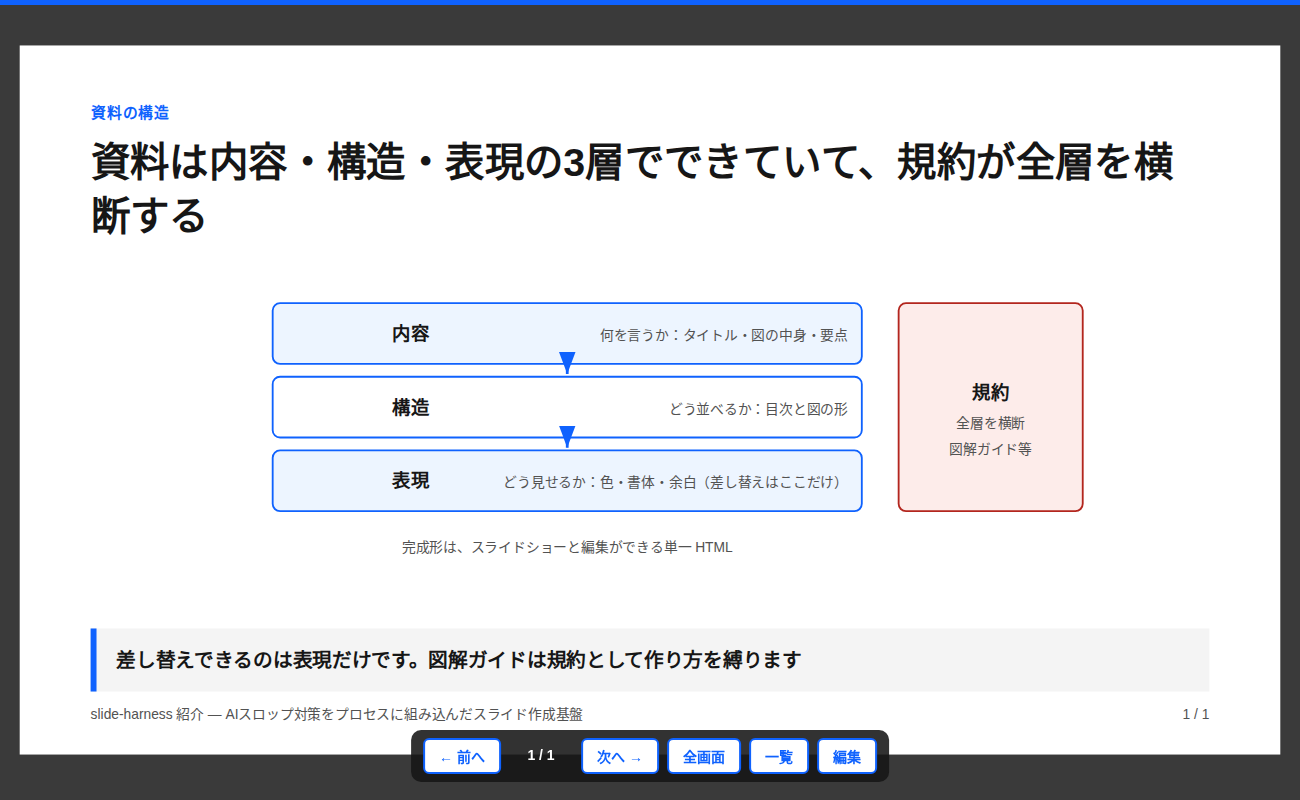 資料の構造
資料は内容・構造・表現の3層でできていて、規約が全層を横
断する
内容
何を言うか：タイトル・図の中身・要点
構造
どう並べるか：目次と図の形
表現
どう見せるか：色・書体・余白（差し替えはここだけ）
規約
全層を横断
図解ガイド等
完成形は、スライドショーと編集ができる単一 HTML
差し替えできるのは表現だけです。図解ガイドは規約として作り方を縛ります
slide-harness 紹介 — AIスロップ対策をプロセスに組み込んだスライド作成基盤
1 / 1
← 前へ
1 / 1
次へ →
全画面
一覧
編集